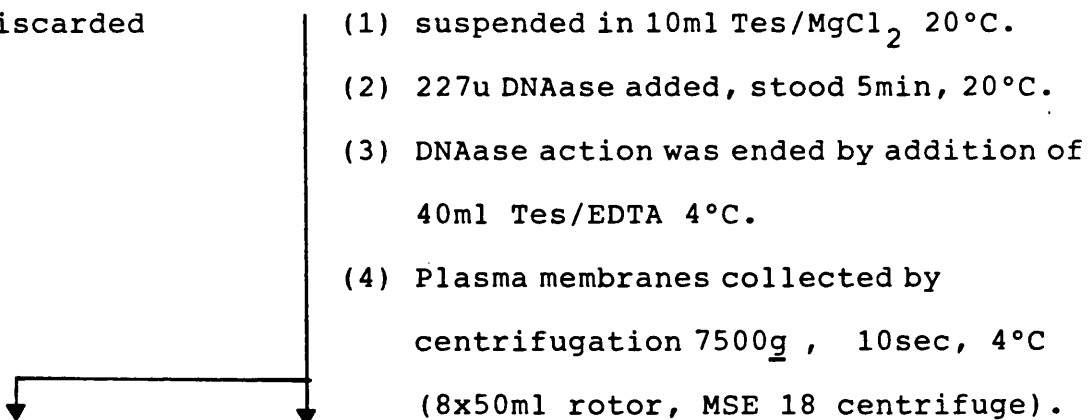 iscarded
(1) suspended in 10ml Tes/MgCl2 20°C.
(2) 227u DNAase added, stood 5min, 20°C.
(3) DNAase action was ended by addition of
40ml Tes/EDTA 4°C.
(4) Plasma membranes collected by
centrifugation 7500g , 10sec, 4°C
(8x50ml rotor, MSE 18 centrifuge).